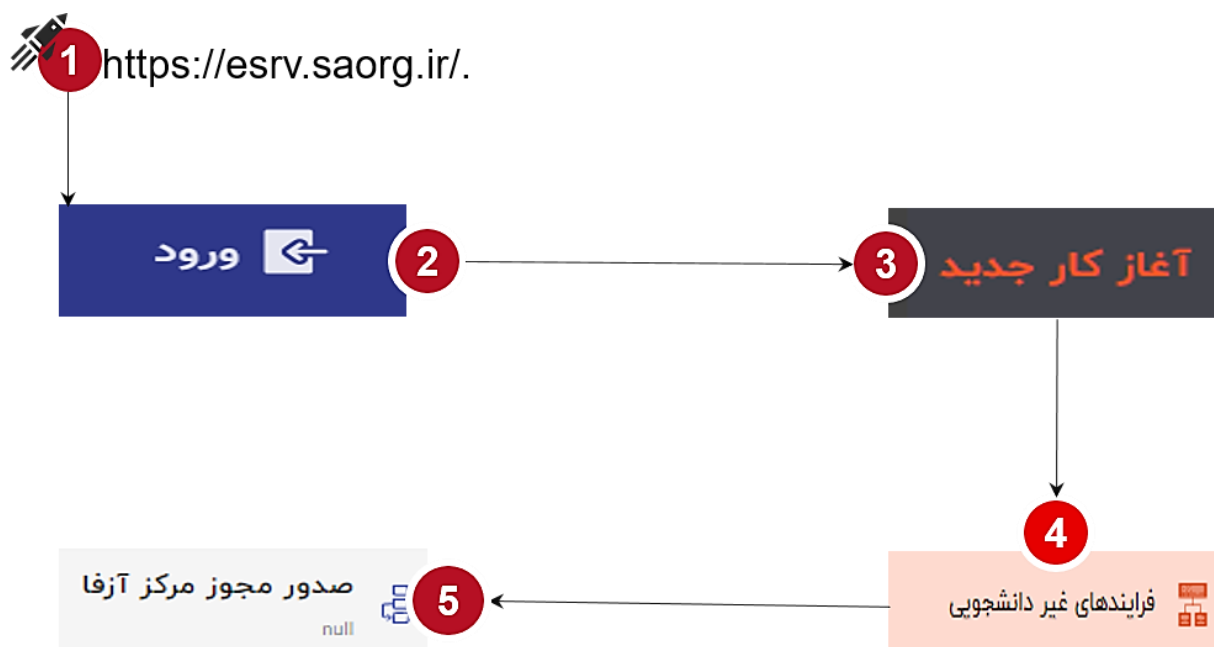 1 https://esrv.saorg.ir/.
ورود
2
3
آغاز کار جدید
4
فرایندهای غیر دانشجویی
5
صدور مجوز مرکز آزفا
null